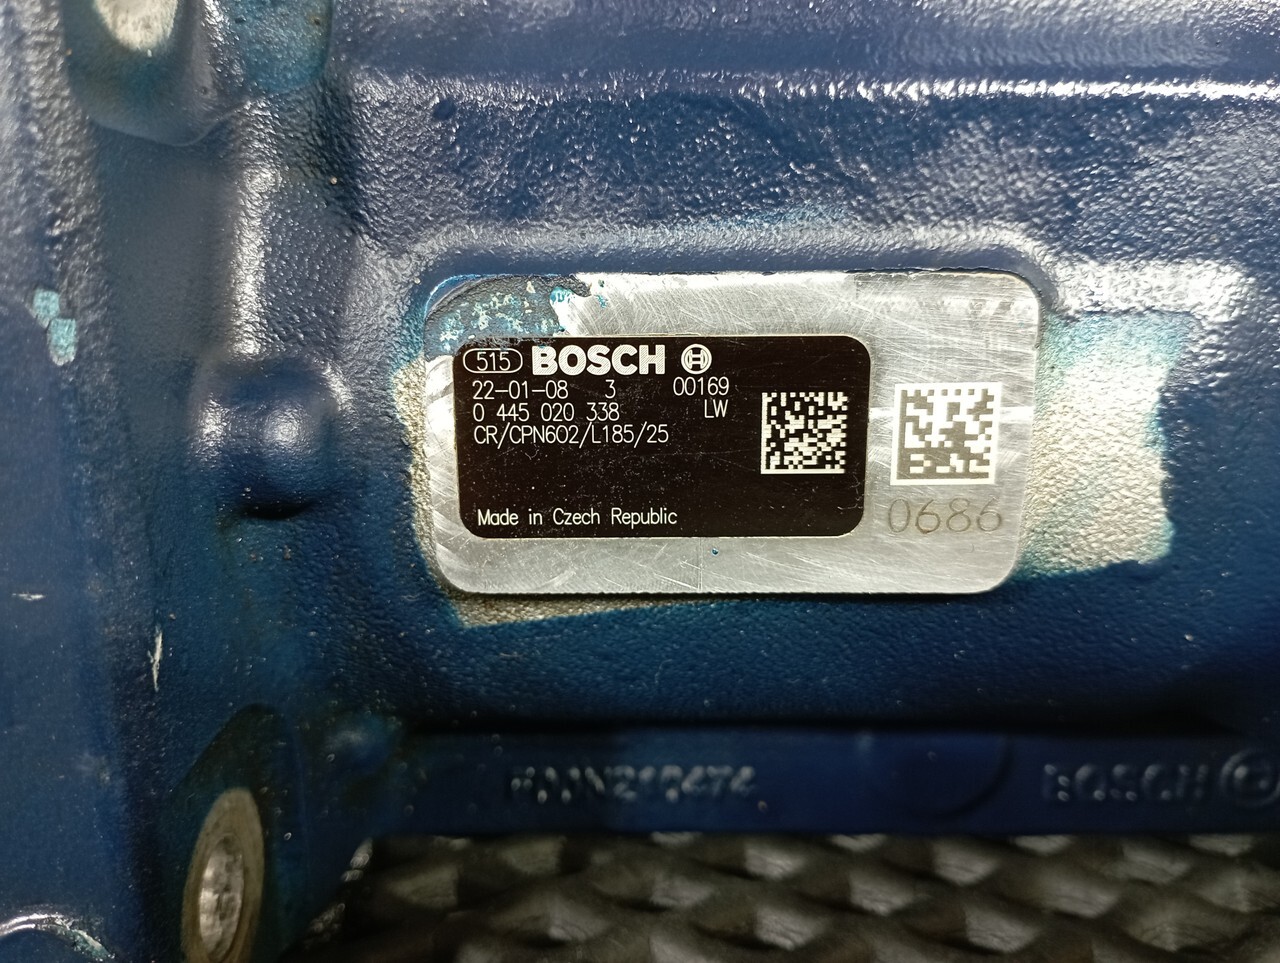 515 BOSCH
22-01-08 3 00169
0 445 020 338 LW
CR/CPN6O2/L185/25
Made in Czech Republic
0686
BOSCH